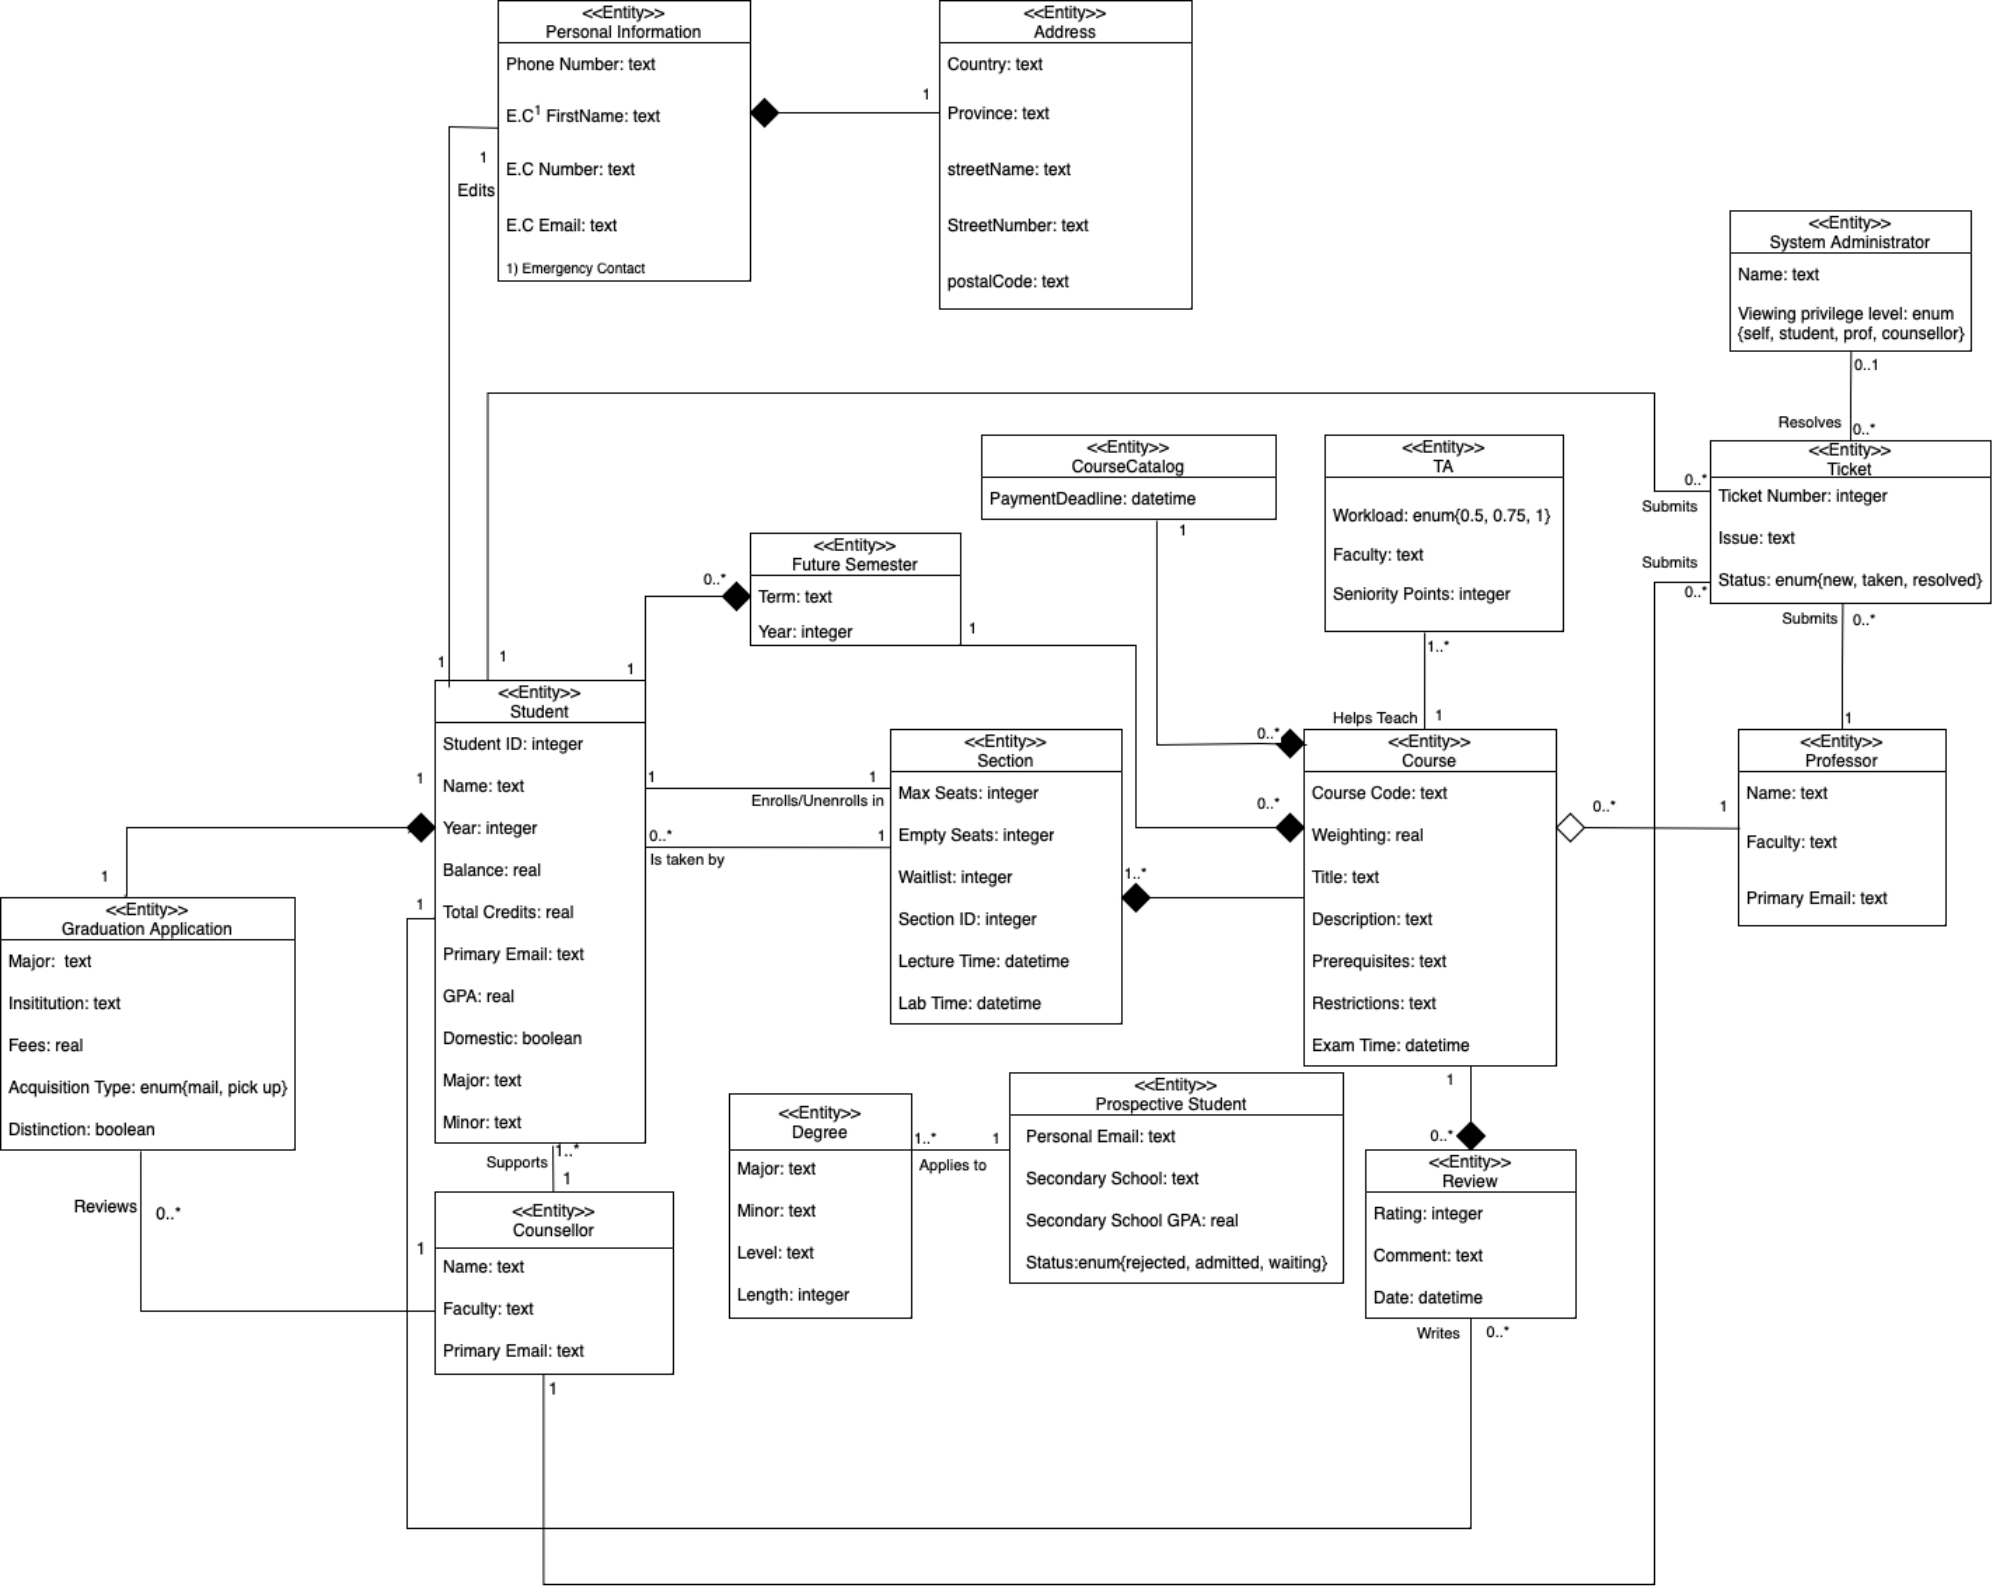 <<Entity>>
Personal Information
Phone Number: text
E.C1 FirstName: text
E.C Number: text
E.C Email: text
1) Emergency Contact
<<Entity>>
Address
Country: text
Province: text
streetName: text
StreetNumber: text
postalCode: text
1
1
Edits
<<Entity>>
System Administrator
Name: text
Viewing privilege level: enum
{self, student, prof, counsellor}
0..1
Resolves
0..*
<<Entity>>
CourseCatalog
PaymentDeadline: datetime
1
<<Entity>>
TA
Workload: enum{0.5, 0.75, 1}
Faculty: text
Seniority Points: integer
1..*
Helps Teach
1
<<Entity>>
Ticket
Ticket Number: integer
Issue: text
Status: enum{new, taken, resolved}
0..*
Submits
Submits
0..*
Submits
0..*
1
<<Entity>>
Future Semester
Term: text
Year: integer
0..*
1
1
1
1
<<Entity>>
Student
Student ID: integer
Name: text
Year: integer
Balance: real
Total Credits: real
Primary Email: text
GPA: real
Domestic: boolean
Major: text
Minor: text
1
1
Enrolls/Unenrolls in
0..*
1
Is taken by
<<Entity>>
Section
Max Seats: integer
Empty Seats: integer
Waitlist: integer
Section ID: integer
Lecture Time: datetime
Lab Time: datetime
1..*
0..*
0..*
<<Entity>>
Course
Course Code: text
Weighting: real
Title: text
Description: text
Prerequisites: text
Restrictions: text
Exam Time: datetime
0..*
1
<<Entity>>
Professor
Name: text
Faculty: text
Primary Email: text
1
1
1
<<Entity>>
Graduation Application
Major:  text
Insititution: text
Fees: real
Acquisition Type: enum{mail, pick up}
Distinction: boolean
Reviews
0..*
1
Supports
1..*
1
<<Entity>>
Counsellor
Name: text
Faculty: text
Primary Email: text
1
<<Entity>>
Degree
Major: text
Minor: text
Level: text
Length: integer
1..*
1
Applies to
<<Entity>>
Prospective Student
Personal Email: text
Secondary School: text
Secondary School GPA: real
Status:enum{rejected, admitted, waiting}
1
0..*
<<Entity>>
Review
Rating: integer
Comment: text
Date: datetime
Writes
0..*